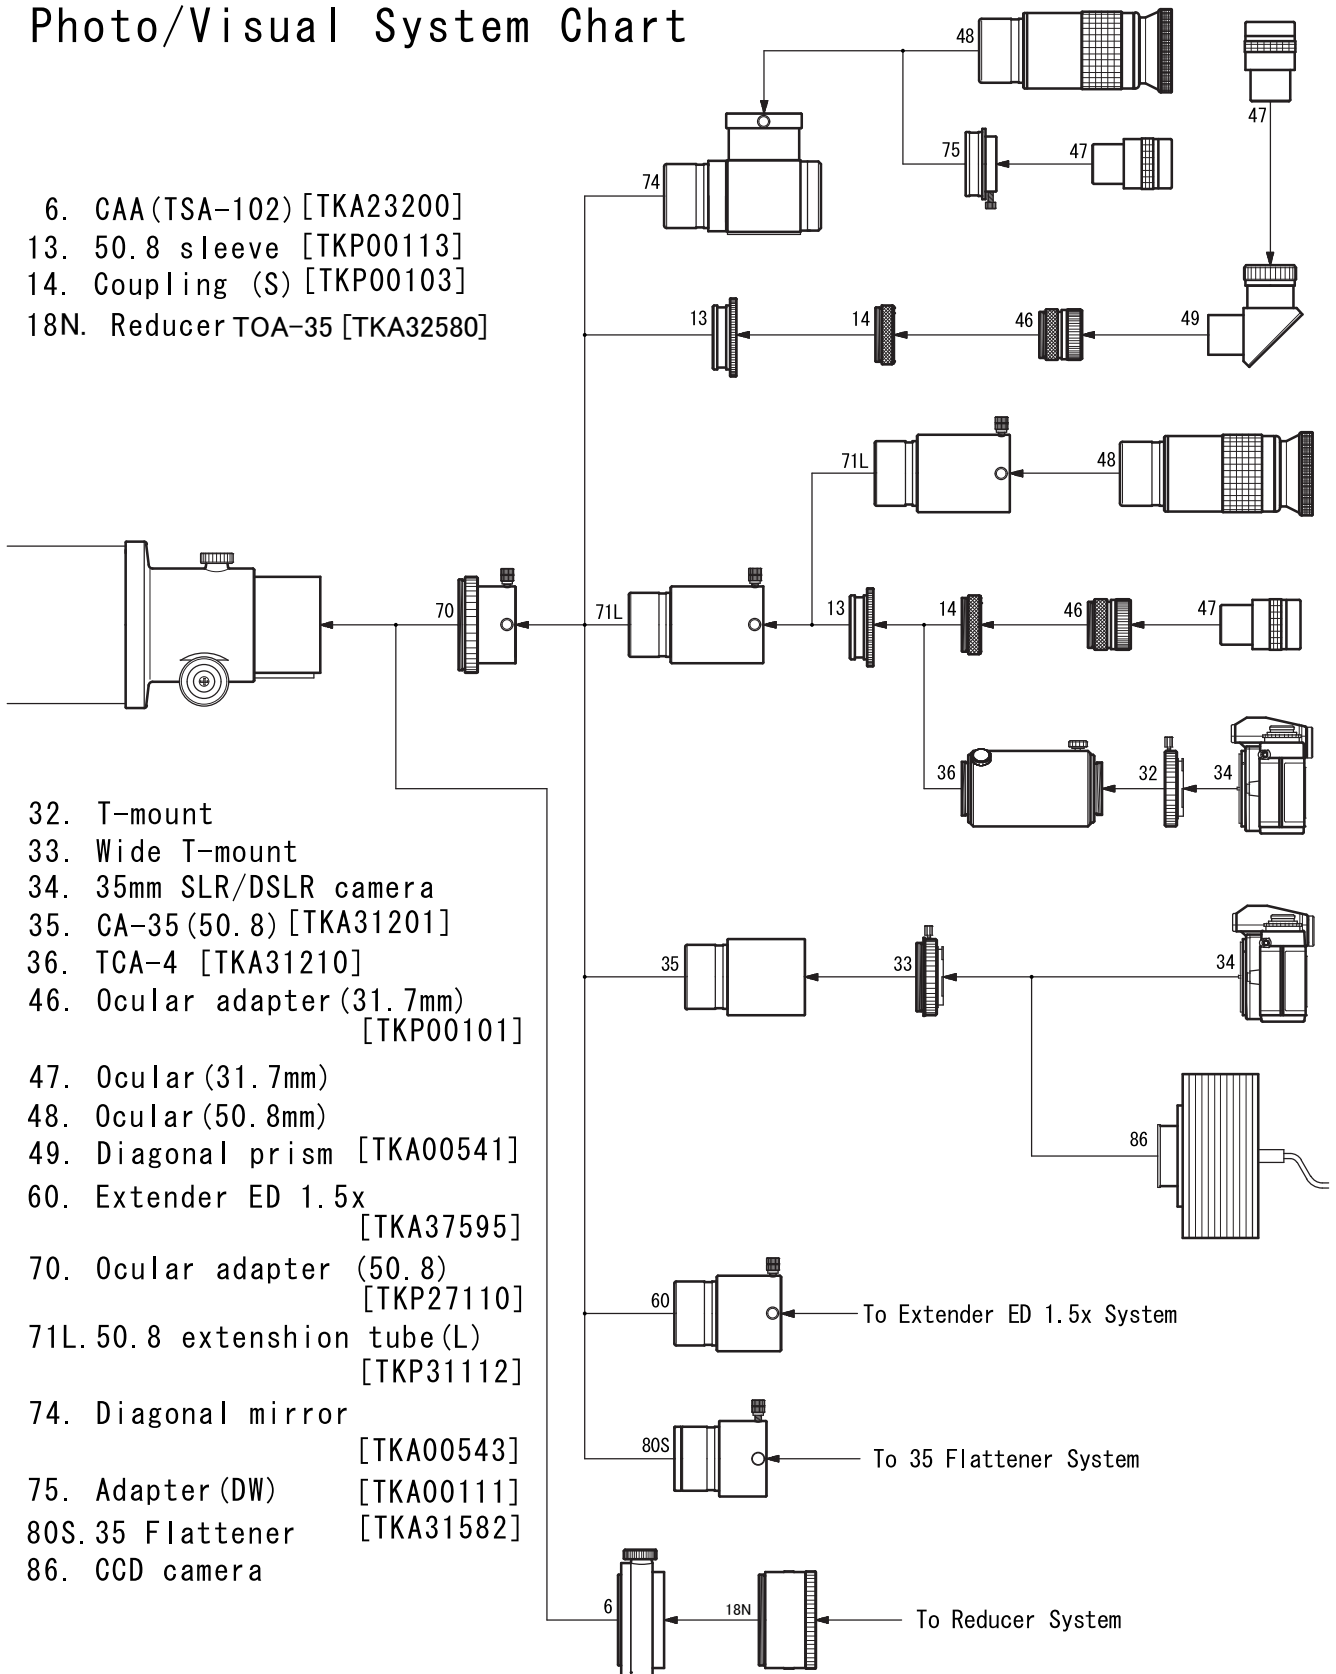 Photo/Visual System Chart
6. CAA(TSA-102)[TKA23200]
13. 50.8 sleeve [TKP00113]
14. Coupling (S)[TKP00103]
18N. Reducer TOA-35 [TKA32580]
48
47
75
47
74
13
14
46
49
71L
48
70
71L
13
14
46
47
36
32
34
32. T-mount
33. Wide T-mount
34. 35mm SLR/DSLR camera
35. CA-35(50.8)[TKA31201]
36. TCA-4 [TKA31210]
46. Ocular adapter(31.7mm)
[TKP00101]
47. Ocular(31.7mm)
48. Ocular(50.8mm)
49. Diagonal prism [TKA00541]
60. Extender ED 1.5x
[TKA37595]
70. Ocular adapter (50.8)
[TKP27110]
71L. 50.8 extenshion tube(L)
[TKP31112]
74. Diagonal mirror
[TKA00543]
75. Adapter(DW) [TKA00111]
80S. 35 Flattener [TKA31582]
86. CCD camera
35
33
34
86
60
To Extender ED 1.5x System
80S
To 35 Flattener System
6
18N
To Reducer System